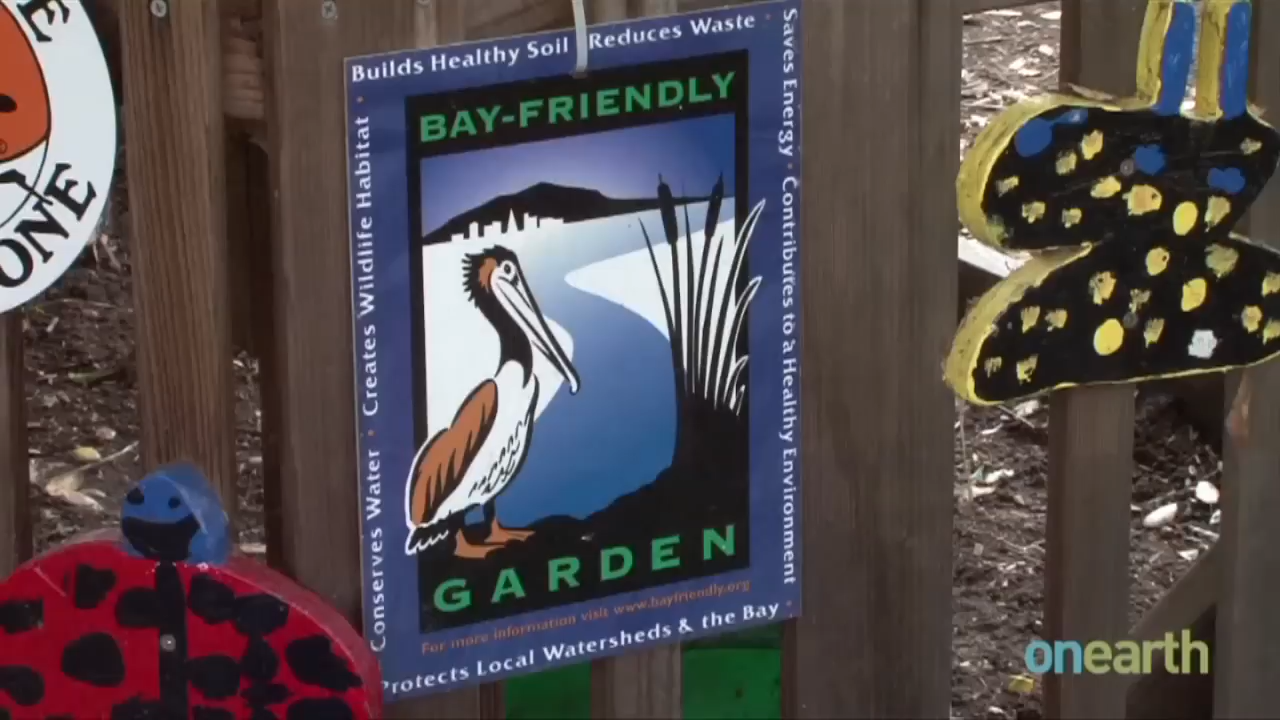 ONE
Builds Healthy Soil Reduces Waste •
Saves Energy • Contributes to a Healthy Environment •
Conserves Water • Creates Wildlife Habitat •
BAY-FRIENDLY
GARDEN
For more information visit www.bayfriendly.org
Protects Local Watersheds & the Bay
onearth